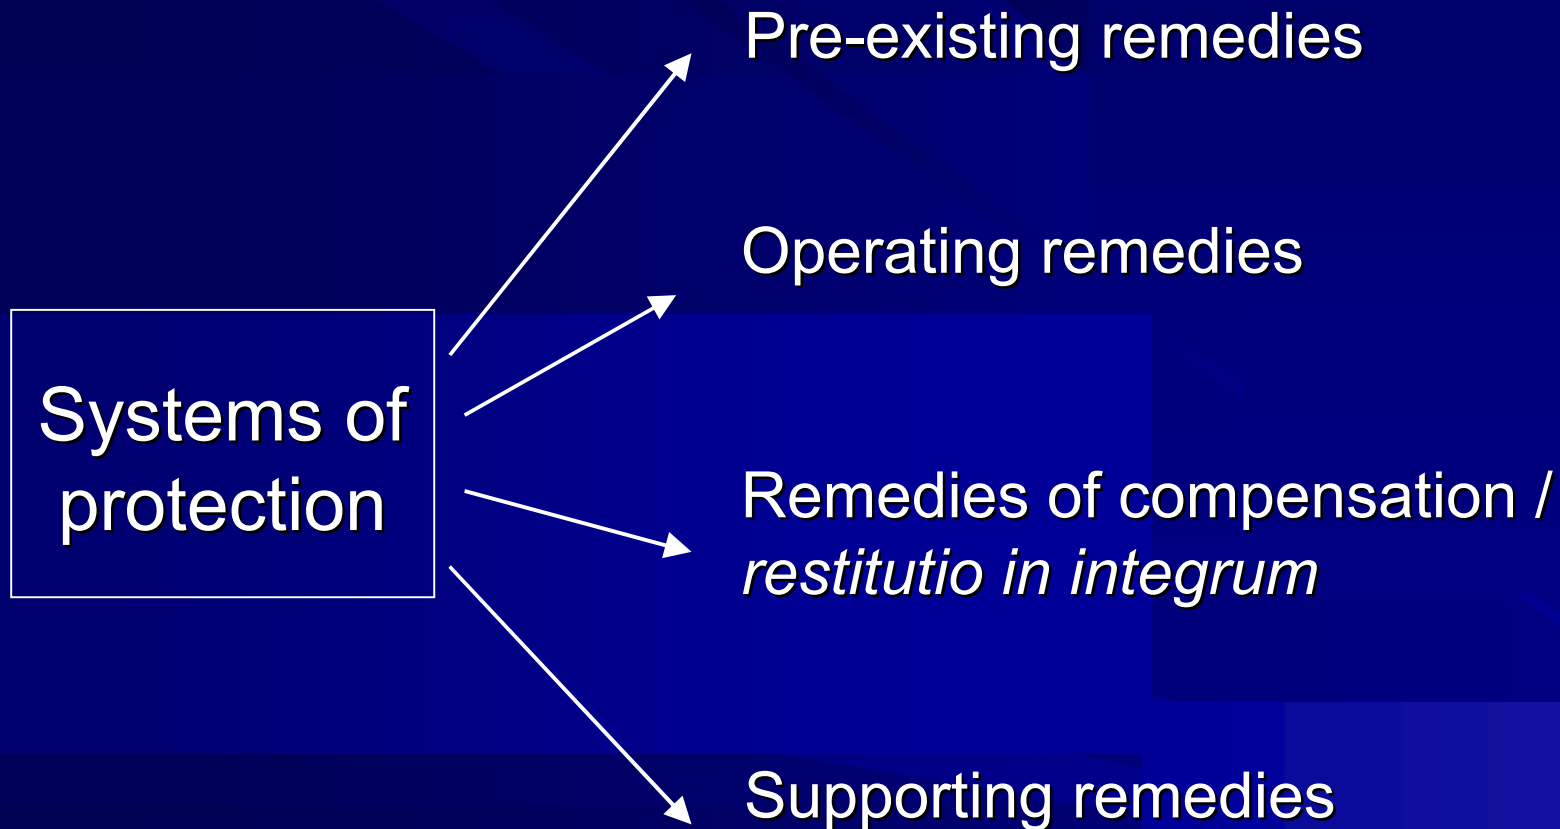 Pre-existing remedies
Operating remedies
Systems of
protection
Remedies of compensation /
restitutio in integrum
Supporting remedies